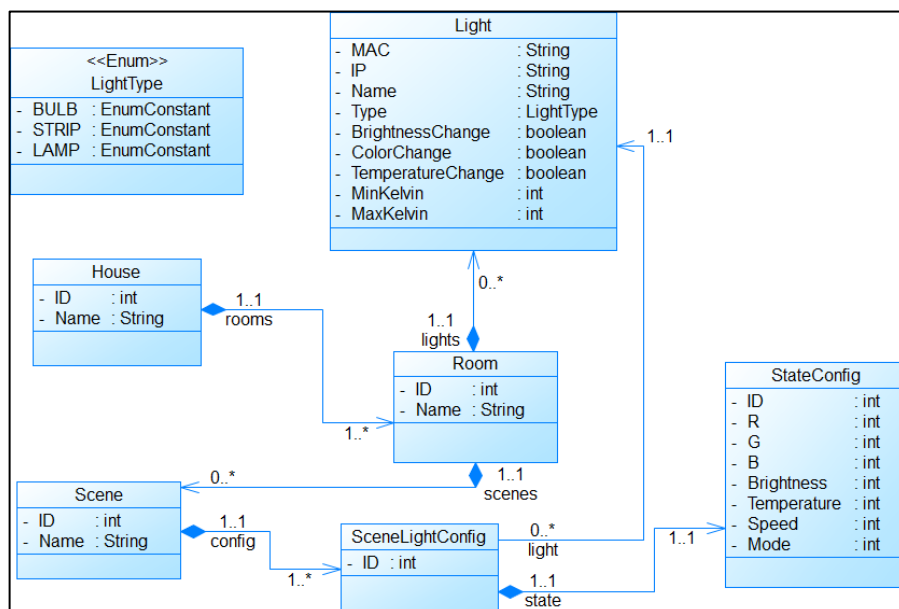 <<Enum>>
LightType
- BULB : EnumConstant
- STRIP : EnumConstant
- LAMP : EnumConstant
Light
- MAC : String
- IP : String
- Name : String
- Type : LightType
- BrightnessChange : boolean
- ColorChange : boolean
- TemperatureChange : boolean
- MinKelvin : int
- MaxKelvin : int
1..1
0..*
House
- ID : int
- Name : String
1..1
rooms
1..1
lights
1..*
Room
- ID : int
- Name : String
StateConfig
- ID : int
- R : int
- G : int
- B : int
- Brightness : int
- Temperature : int
- Speed : int
- Mode : int
0..*
1..1
scenes
Scene
- ID : int
- Name : String
1..1
config
1..*
SceneLightConfig
- ID : int
0..*
light
1..1
1..1
state